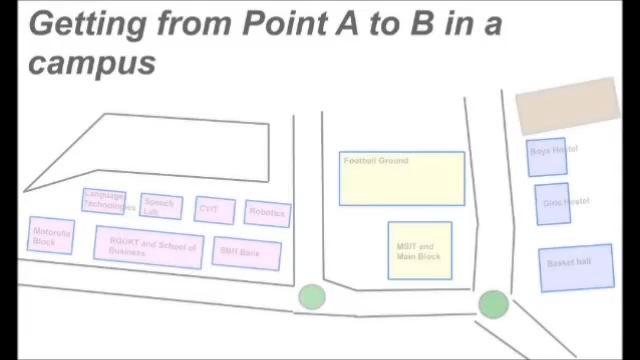 Getting from Point A to B in a
campus
Football Ground
Boys Hostel
Language
Technologies
Speech
Lab
CVIT
Robotics
Girls Hostel
Motorolla
Block
RGUKT and School of
Business
SBH Bank
MSIT and
Main Block
Basket ball